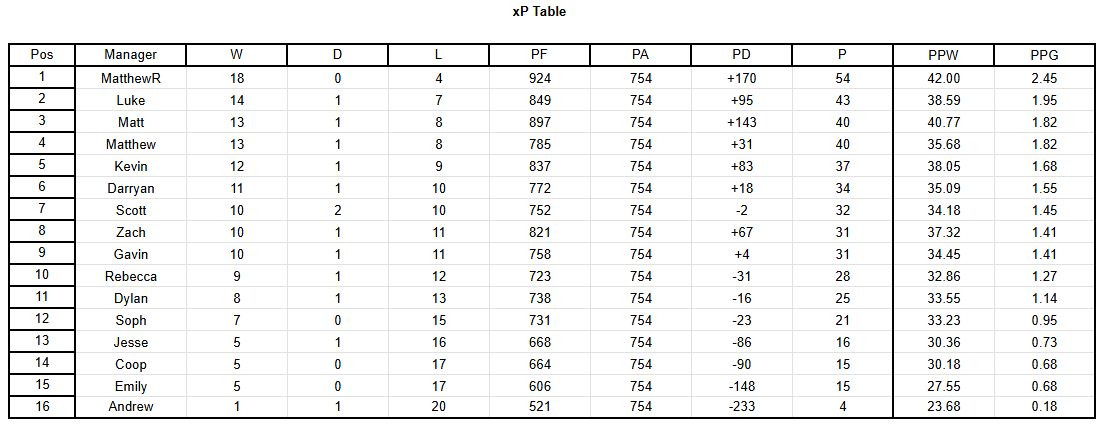 xP Table
Pos Manager W D L PF PA PD P PPW PPG
1 MatthewR 18 0 4 924 754 +170 54 42.00 2.45
2 Luke 14 1 7 849 754 +95 43 38.59 1.95
3 Matt 13 1 8 897 754 +143 40 40.77 1.82
4 Matthew 13 1 8 785 754 +31 40 35.68 1.82
5 Kevin 12 1 9 837 754 +83 37 38.05 1.68
6 Darryan 11 1 10 772 754 +18 34 35.09 1.55
7 Scott 10 2 10 752 754 -2 32 34.18 1.45
8 Zach 10 1 11 821 754 +67 31 37.32 1.41
9 Gavin 10 1 11 758 754 +4 31 34.45 1.41
10 Rebecca 9 1 12 723 754 -31 28 32.86 1.27
11 Dylan 8 1 13 738 754 -16 25 33.55 1.14
12 Soph 7 0 15 731 754 -23 21 33.23 0.95
13 Jesse 5 1 16 668 754 -86 16 30.36 0.73
14 Coop 5 0 17 664 754 -90 15 30.18 0.68
15 Emily 5 0 17 606 754 -148 15 27.55 0.68
16 Andrew 1 1 20 521 754 -233 4 23.68 0.18